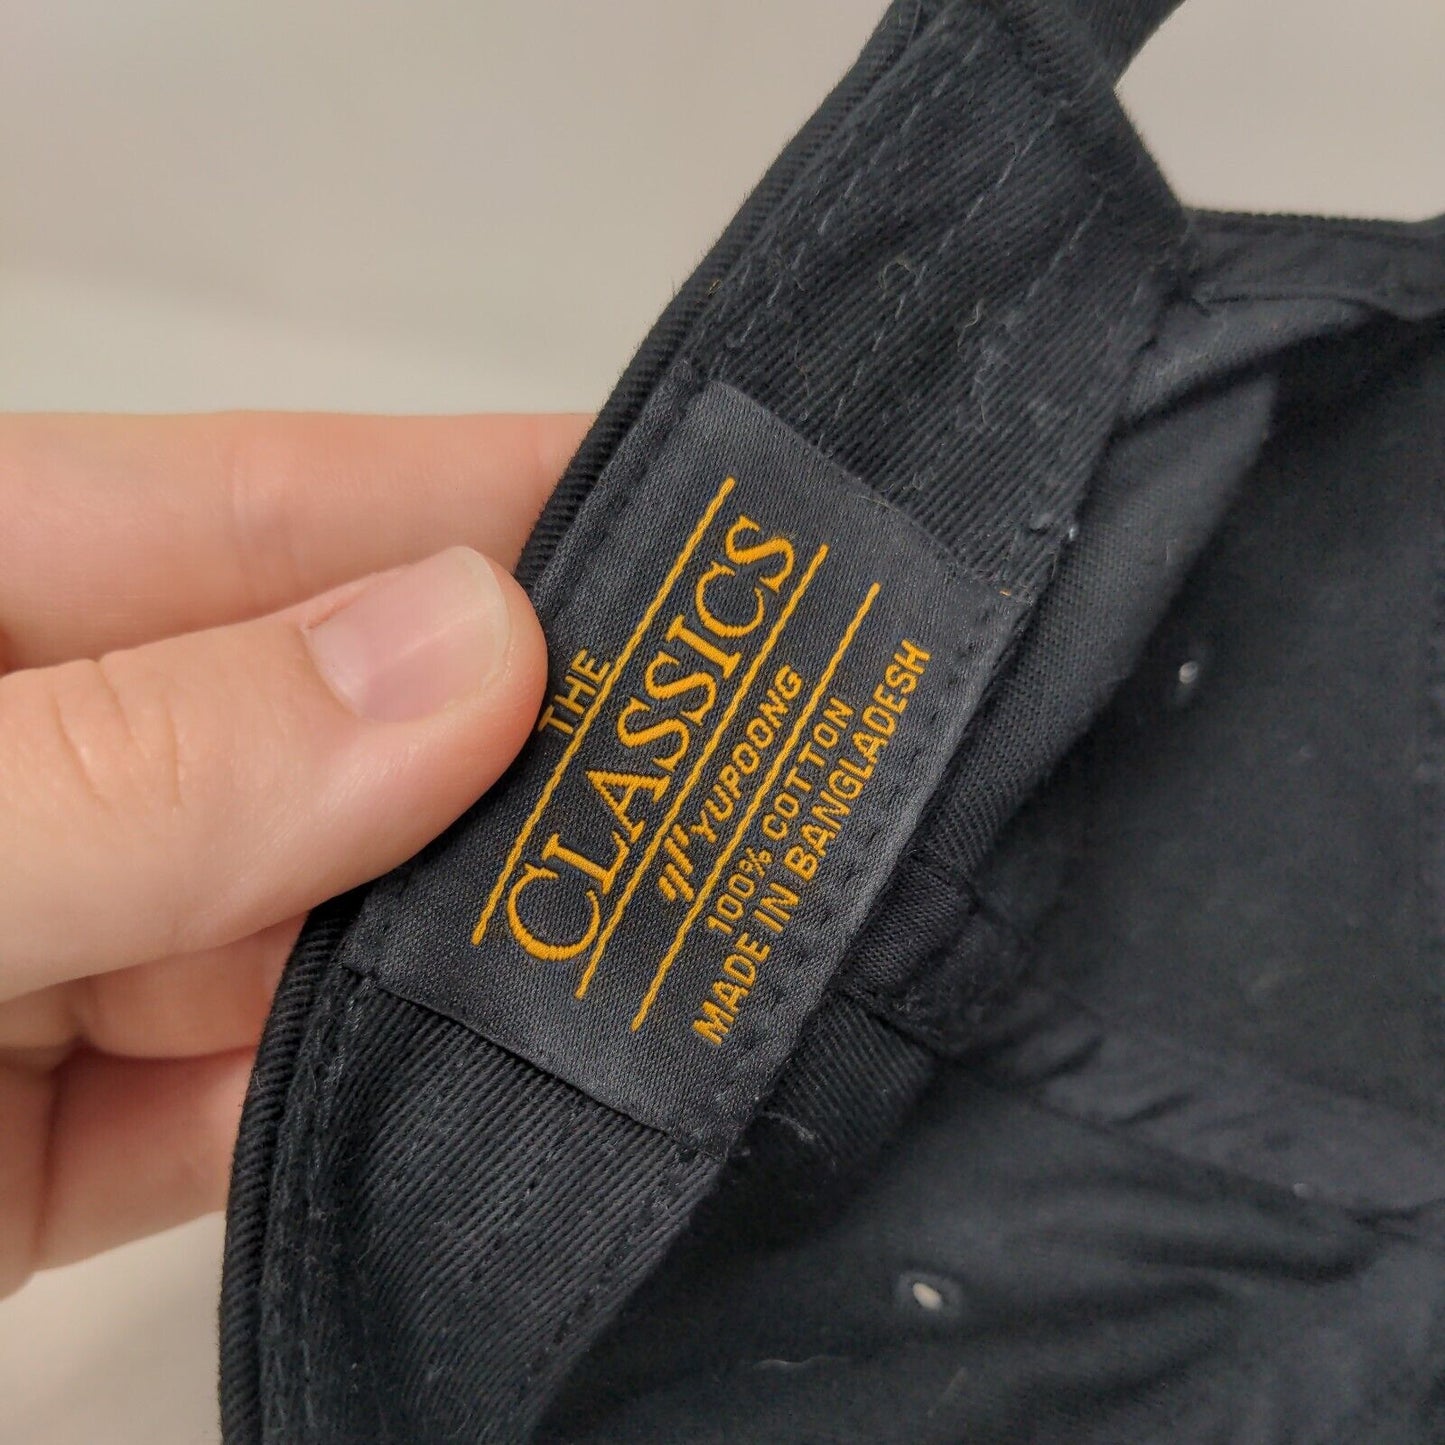 THE
CLASSICS
YUPOONG
100% COTTON
MADE IN BANGLADESH